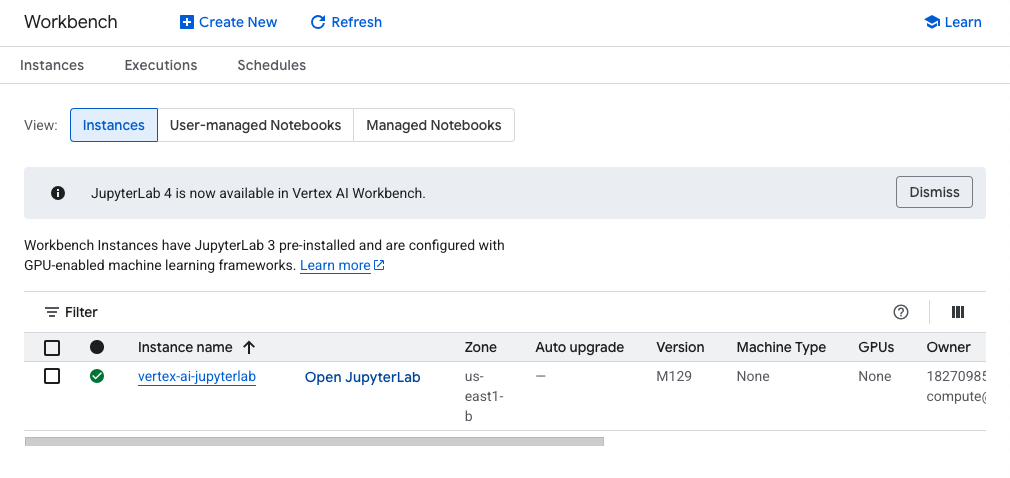 Workbench Create New Refresh Learn
Instances Executions Schedules
View: Instances User-managed Notebooks Managed Notebooks
JupyterLab 4 is now available in Vertex AI Workbench. Dismiss
Workbench Instances have JupyterLab 3 pre-installed and are configured with
GPU-enabled machine learning frameworks. Learn more
Filter
Instance name Zone Auto upgrade Version Machine Type GPUs Owner
vertex-ai-jupyterlab Open JupyterLab us- — M129 None None 18270985
east1- compute@
b